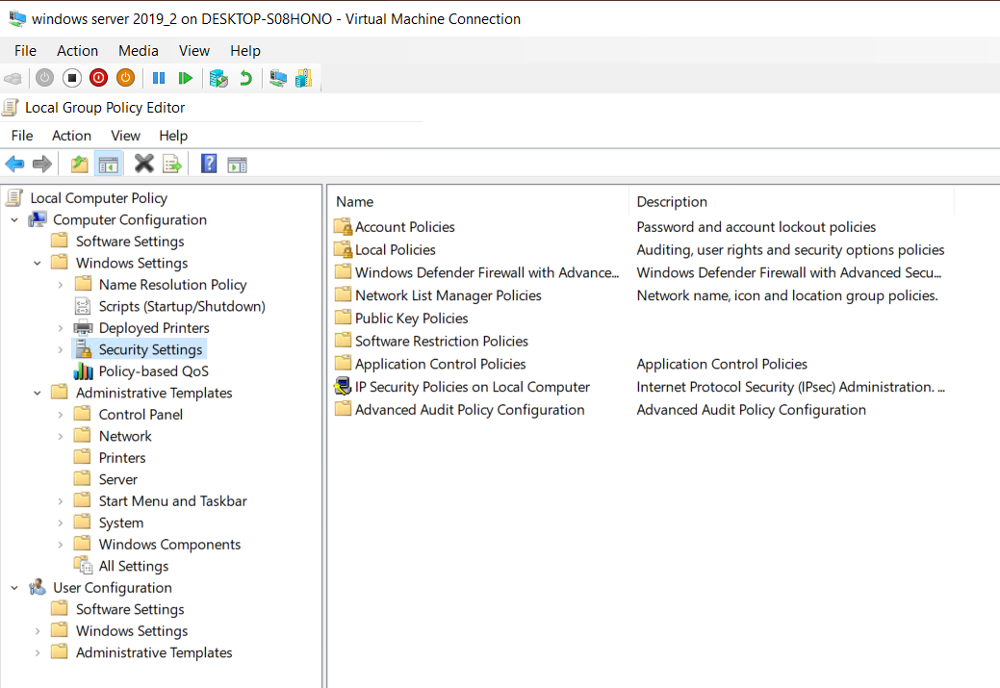 windows server 2019_2 on DESKTOP-S08HONO - Virtual Machine Connection
File Action Media View Help
Local Group Policy Editor
File Action View Help
Local Computer Policy
Computer Configuration
Software Settings
Windows Settings
Name Resolution Policy
Scripts (Startup/Shutdown)
Deployed Printers
Security Settings
Policy-based QoS
Administrative Templates
Control Panel
Network
Printers
Server
Start Menu and Taskbar
System
Windows Components
All Settings
User Configuration
Software Settings
Windows Settings
Administrative Templates
Name Description
Account Policies Password and account lockout policies
Local Policies Auditing, user rights and security options policies
Windows Defender Firewall with Advance... Windows Defender Firewall with Advanced Secu...
Network List Manager Policies Network name, icon and location group policies.
Public Key Policies
Software Restriction Policies
Application Control Policies Application Control Policies
IP Security Policies on Local Computer Internet Protocol Security (IPsec) Administration. ...
Advanced Audit Policy Configuration Advanced Audit Policy Configuration